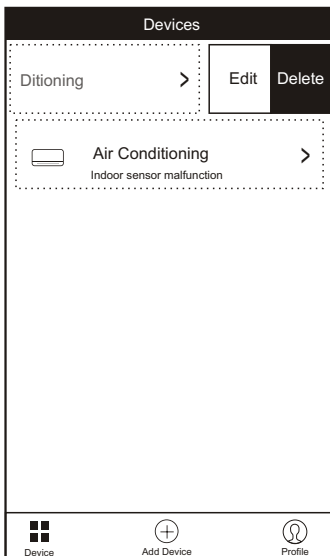 Devices
Ditioning > Edit Delete
Air Conditioning >
Indoor sensor malfunction
Device Add Device Profile